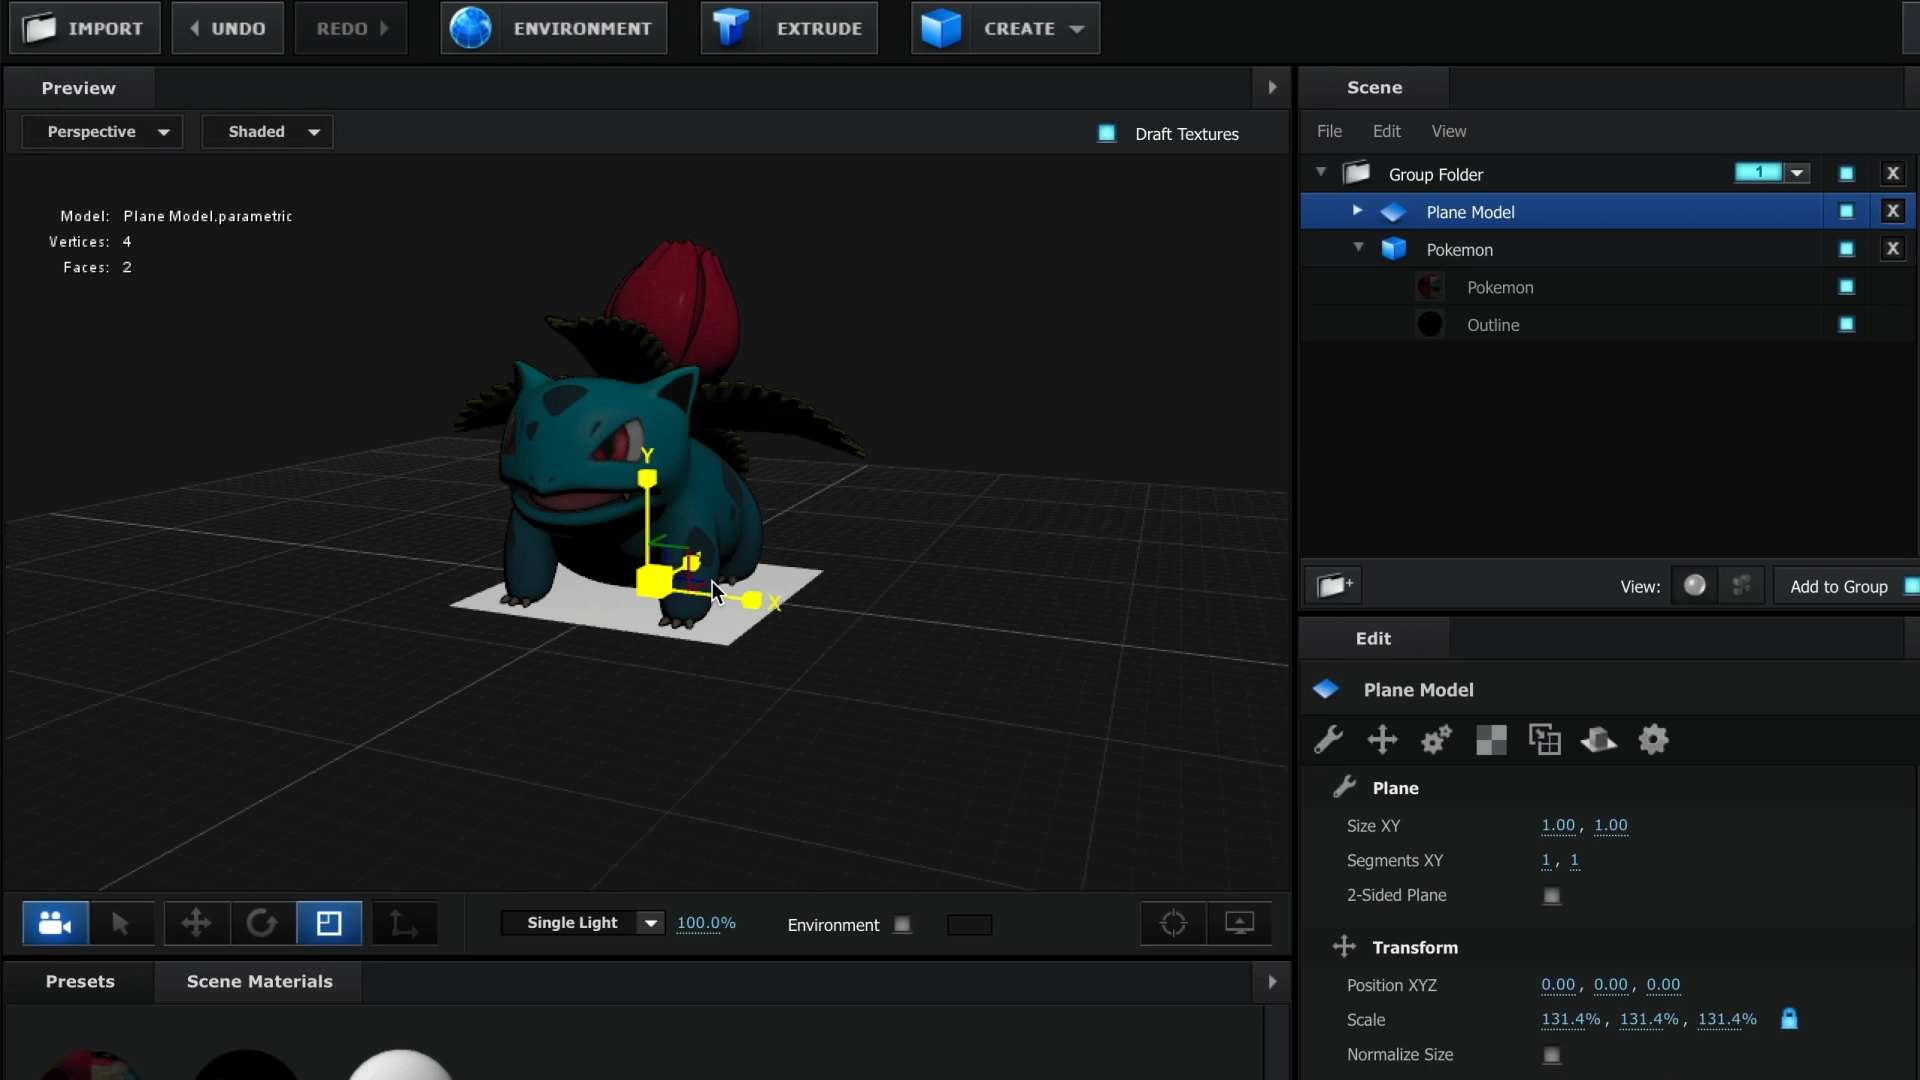 IMPORT
UNDO
REDO
ENVIRONMENT
EXTRUDE
CREATE
Preview
Perspective
Shaded
Draft Textures
Model: Plane Model.parametric
Vertices: 4
Faces: 2
Y
X
Single Light
100.0%
Environment
Presets
Scene Materials
Scene
File
Edit
View
Group Folder
1
X
Plane Model
X
Pokemon
X
Pokemon
Outline
View:
Add to Group
Edit
Plane Model
Plane
Size XY 1.00, 1.00
Segments XY 1, 1
2-Sided Plane
Transform
Position XYZ 0.00, 0.00, 0.00
Scale 131.4%, 131.4%, 131.4%
Normalize Size